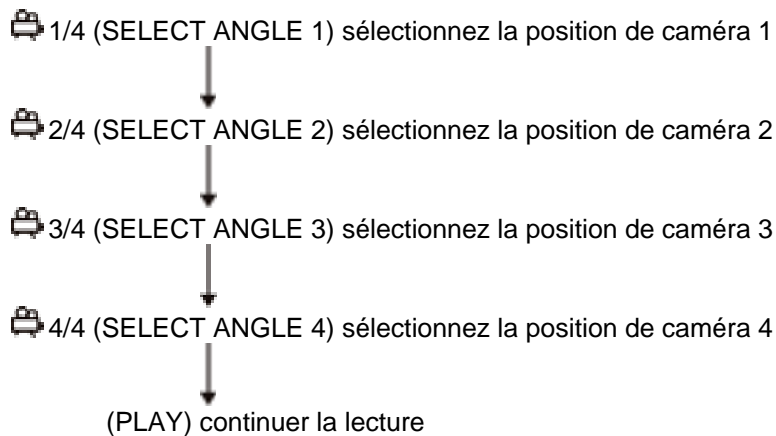 1/4 (SELECT ANGLE 1) sélectionnez la position de caméra 1
2/4 (SELECT ANGLE 2) sélectionnez la position de caméra 2
3/4 (SELECT ANGLE 3) sélectionnez la position de caméra 3
4/4 (SELECT ANGLE 4) sélectionnez la position de caméra 4
(PLAY) continuer la lecture